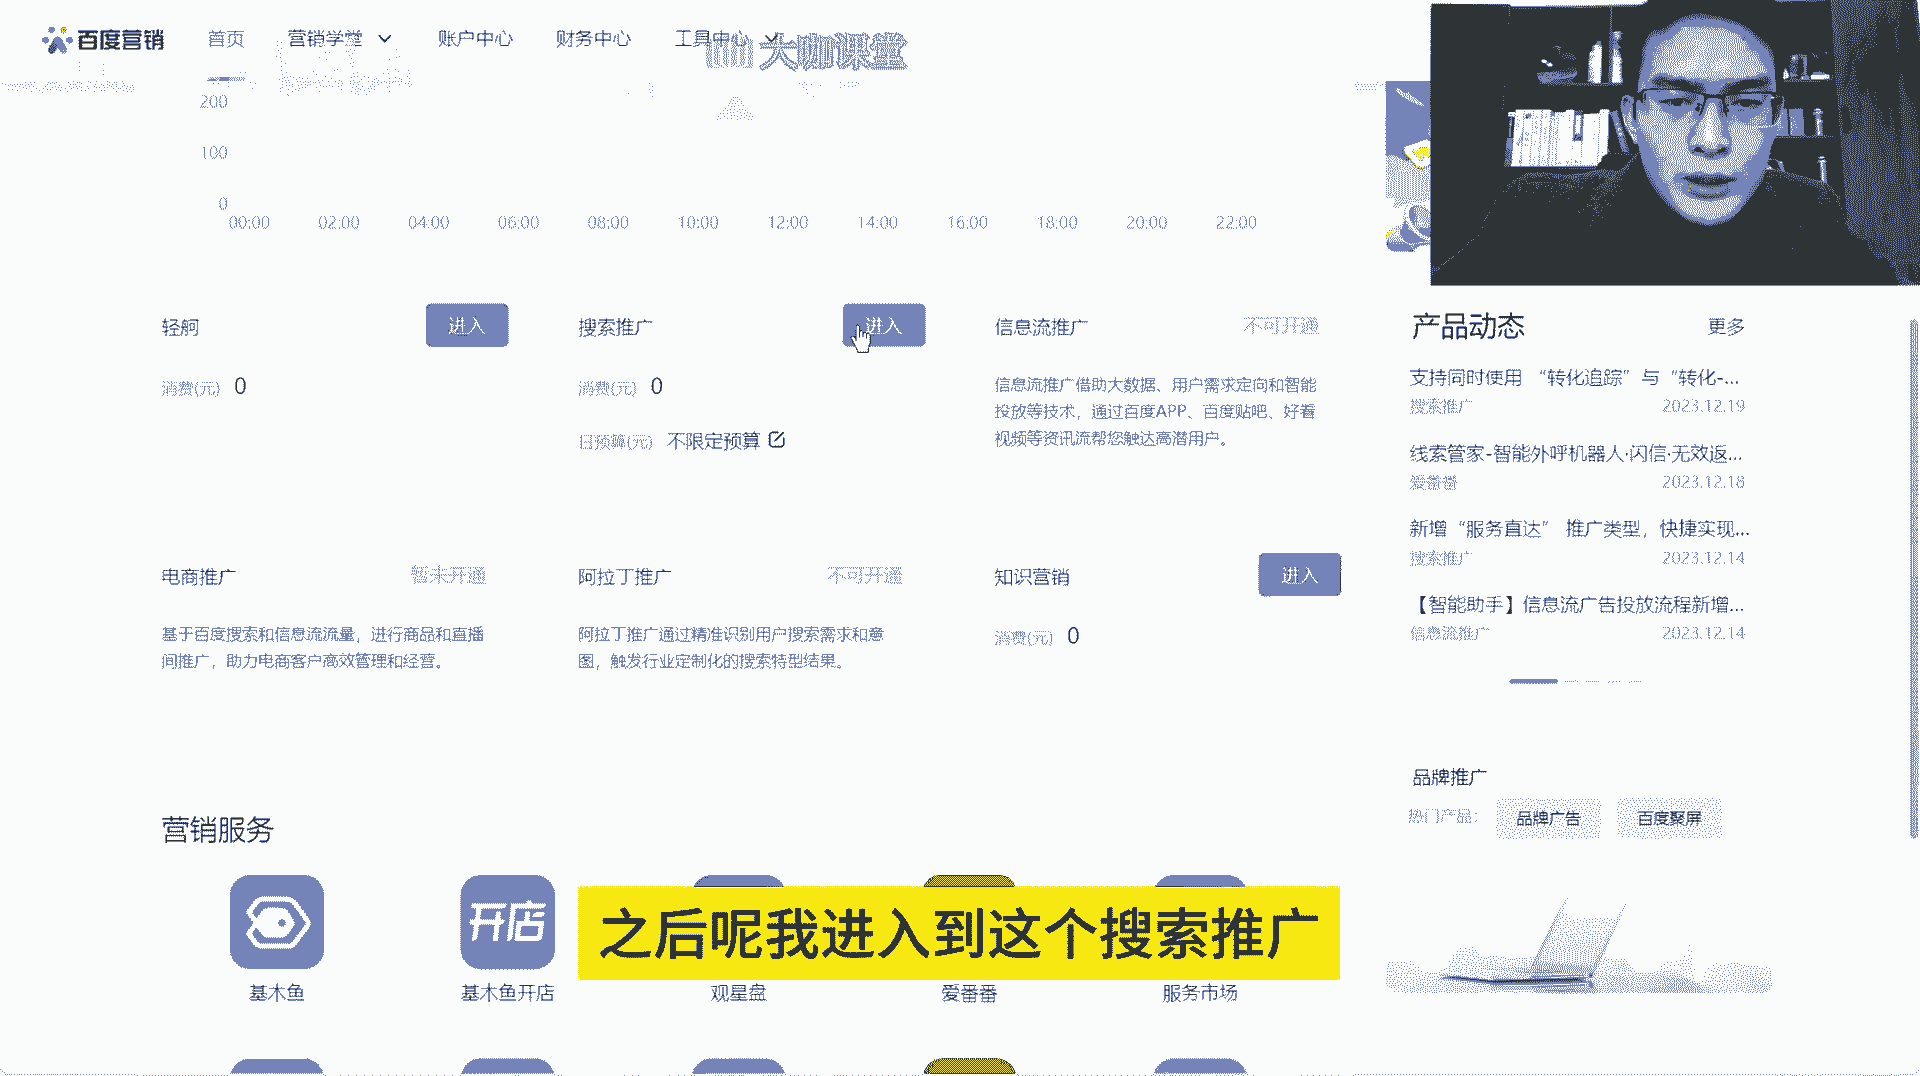 百度营销 首页 营销学堂 账户中心 财务中心 工具中心
大咖课堂
200
100
0
00:00 02:00 04:00 06:00 08:00 10:00 12:00 14:00 16:00 18:00 20:00 22:00
轻舸 进入
消费(元) 0
搜索推广 进入
消费(元) 0
日预算(元) 不限定预算
信息流推广 不可开通
信息流推广借助大数据、用户需求定向和智能
投放等技术，通过百度APP、百度贴吧、好看
视频等资讯流帮您触达高潜用户。
电商推广 暂未开通
基于百度搜索和信息流流量，进行商品和直播
间推广，助力电商客户高效管理和经营。
阿拉丁推广 不可开通
阿拉丁推广通过精准识别用户搜索需求和意
图，触发行业定制化的搜索特型结果。
知识营销 进入
消费(元) 0
产品动态 更多
支持同时使用 “转化追踪”与“转化-...
搜索推广 2023.12.19
线索管家-智能外呼机器人·闪信·无效返...
爱番番 2023.12.18
新增“服务直达” 推广类型，快捷实现...
搜索推广 2023.12.14
【智能助手】信息流广告投放流程新增...
信息流推广 2023.12.14
品牌推广
热门产品： 品牌广告 百度聚屏
营销服务
开店
基木鱼 基木鱼开店 观星盘 爱番番 服务市场
之后呢我进入到这个搜索推广